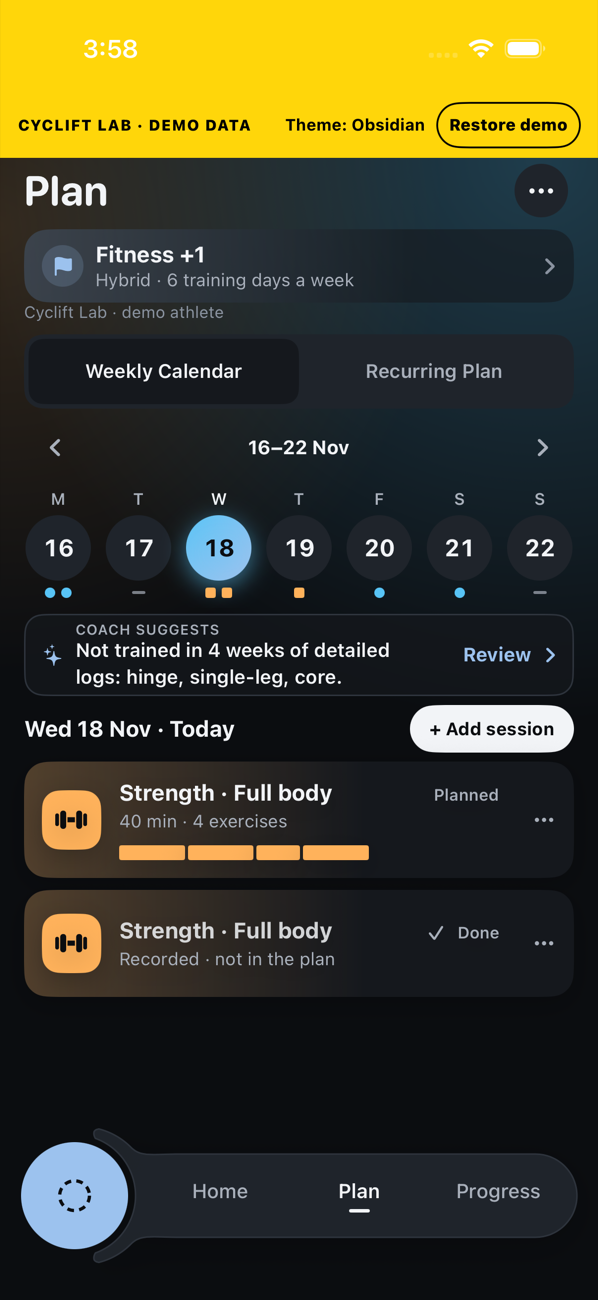 3:58
CYCLIFT LAB · DEMO DATA
Theme: Obsidian
Restore demo
Plan
Fitness +1
Hybrid · 6 training days a week
Cyclift Lab · demo athlete
Weekly Calendar
Recurring Plan
16–22 Nov
M T W T F S S
16 17 18 19 20 21 22
COACH SUGGESTS
Not trained in 4 weeks of detailed
logs: hinge, single-leg, core.
Review
Wed 18 Nov · Today
+ Add session
Strength · Full body
Planned
40 min · 4 exercises
Strength · Full body
Done
Recorded · not in the plan
Home
Plan
Progress